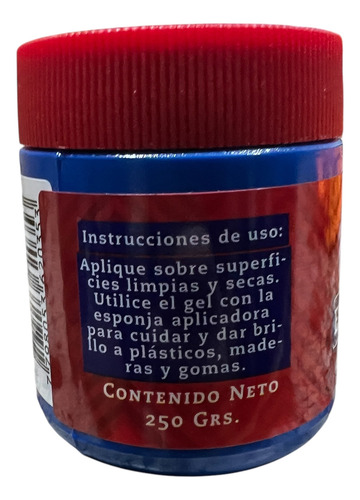 Instrucciones de uso:
Aplique sobre superfi-
cies limpias y secas.
Utilice el gel con la
esponja aplicadora
para cuidar y dar bri-
llo a plásticos, made-
ras y gomas.
CONTENIDO NETO
250 GRS.